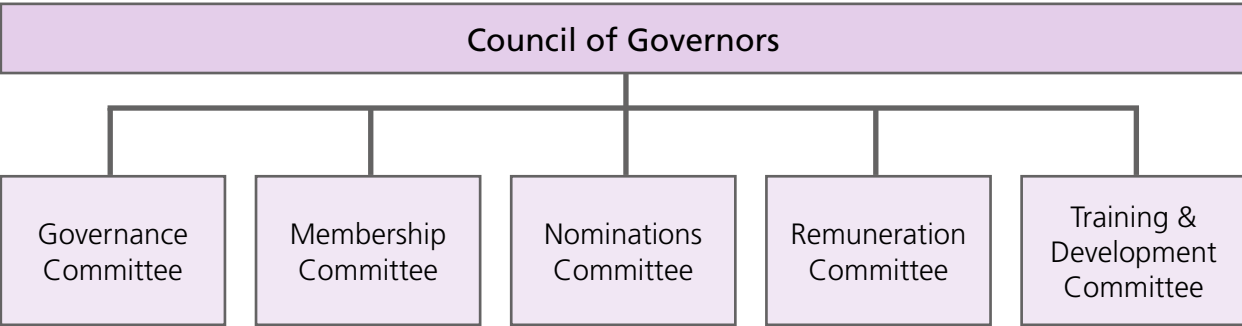 Council of Governors
Governance
Committee
Membership
Committee
Nominations
Committee
Remuneration
Committee
Training &
Development
Committee